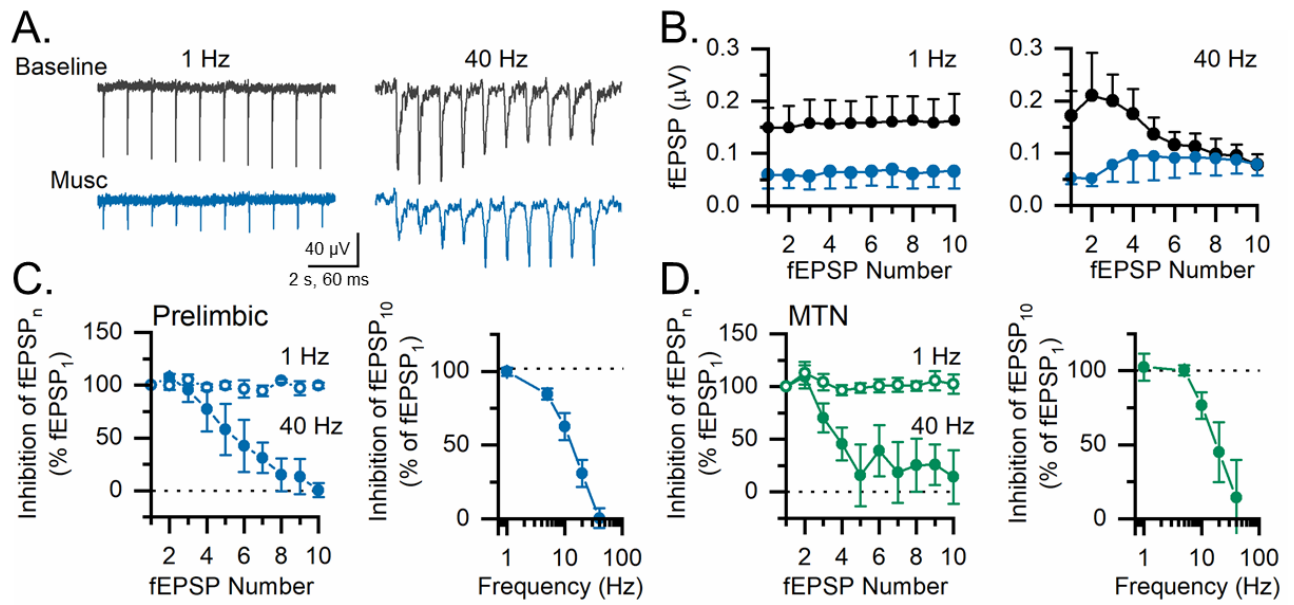 A.
1 Hz
40 Hz
Baseline
Musc
40 µV
2 s, 60 ms
B.
fEPSP (µV)
0.3
0.2
0.1
0.0
1 Hz
2 4 6 8 10
fEPSP Number
0.3
0.2
0.1
0.0
40 Hz
2 4 6 8 10
fEPSP Number
C.
Prelimbic
Inhibition of fEPSPn
(% fEPSP1)
150
100
50
0
1 Hz
40 Hz
2 4 6 8 10
fEPSP Number
Inhibition of fEPSP10
(% of fEPSP1)
100
50
0
1 10 100
Frequency (Hz)
D.
MTN
Inhibition of fEPSPn
(% fEPSP1)
150
100
50
0
1 Hz
40 Hz
2 4 6 8 10
fEPSP Number
Inhibition of fEPSP10
(% of fEPSP1)
100
50
0
1 10 100
Frequency (Hz)